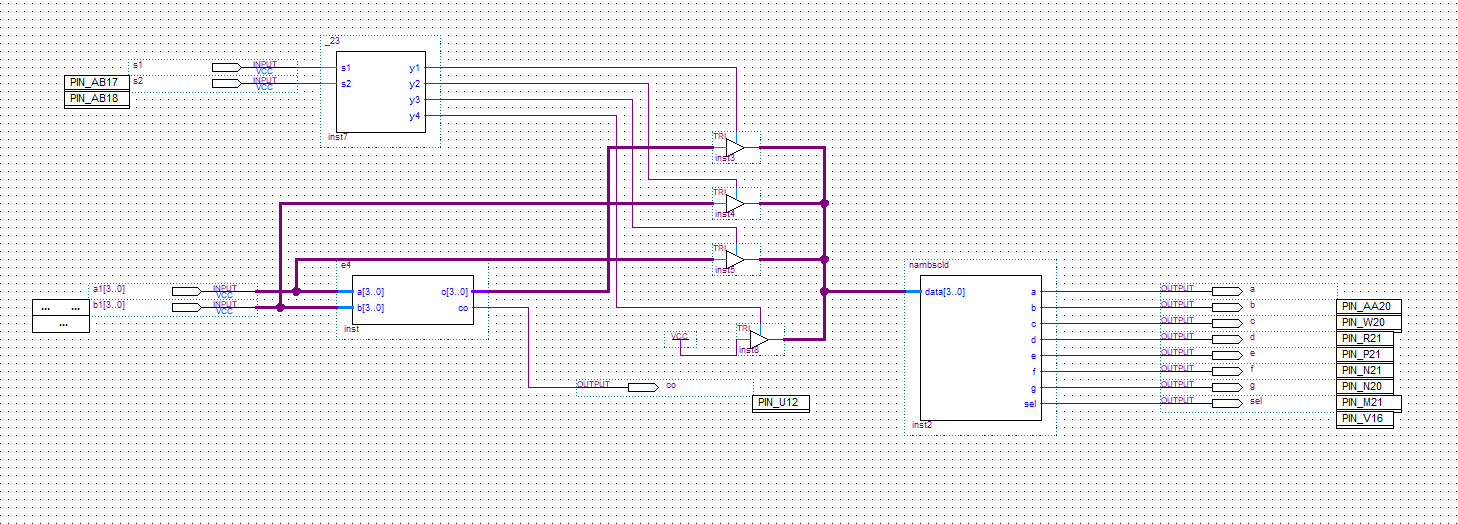 _23
s1 INPUT VCC
s2 INPUT VCC
PIN_AB17
PIN_AB18
s1 y1
s2 y2
y3
y4
inst7
TRI
inst3
TRI
inst4
TRI
inst5
e4
a1[3..0] INPUT VCC
b1[3..0] INPUT VCC
... ...
...
a[3..0] c[3..0]
b[3..0] co
inst
VCC
TRI
inst6
OUTPUT co
PIN_U12
nambscld
data[3..0] a
b
c
d
e
f
g
sel
inst2
OUTPUT a
OUTPUT b
OUTPUT c
OUTPUT d
OUTPUT e
OUTPUT f
OUTPUT g
OUTPUT sel
PIN_AA20
PIN_W20
PIN_R21
PIN_P21
PIN_N21
PIN_N20
PIN_M21
PIN_V16